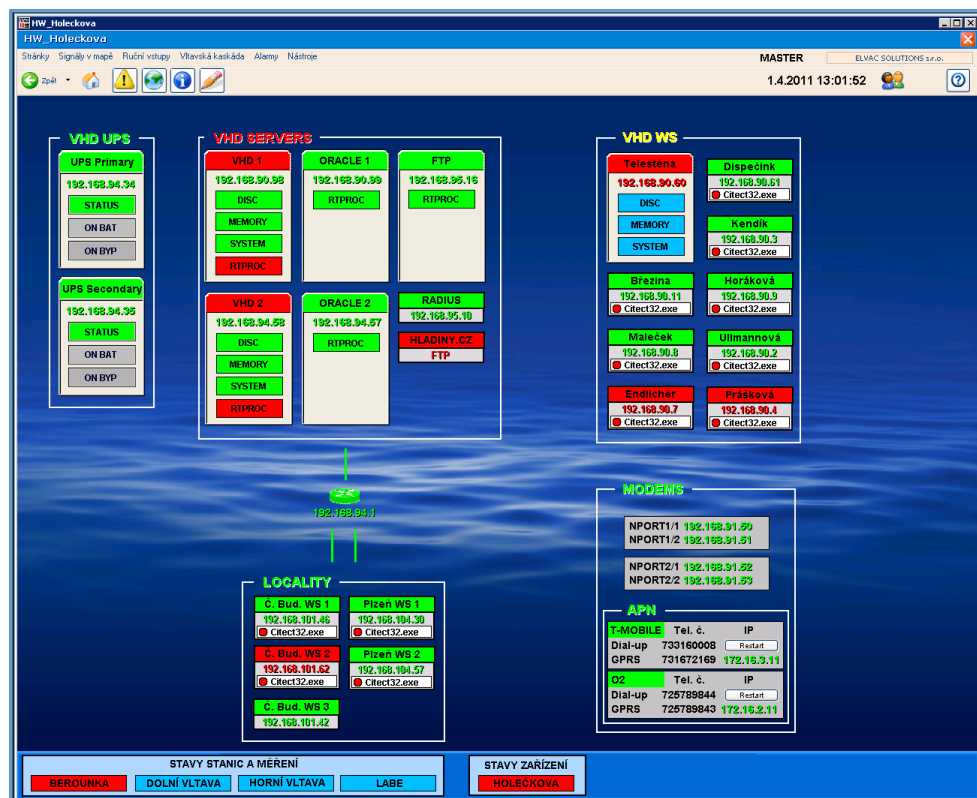 HW_Holeckova
HW_Holeckova
Stránky Signály v mapě Ruční vstupy Vltavská kaskáda Alarmy Nástroje
MASTER ELVAC SOLUTIONS s.r.o.
Zpět
1.4.2011 13:01:52
VHD UPS
UPS Primary
192.168.94.34
STATUS
ON BAT
ON BYP
UPS Secondary
192.168.94.35
STATUS
ON BAT
ON BYP
VHD SERVERS
VHD 1
192.168.90.98
DISC
MEMORY
SYSTEM
RTPROC
ORACLE 1
192.168.90.99
RTPROC
FTP
192.168.95.16
RTPROC
VHD 2
192.168.94.58
DISC
MEMORY
SYSTEM
RTPROC
ORACLE 2
192.168.94.57
RTPROC
RADIUS
192.168.95.10
HLADINY.CZ
FTP
192.168.94.1
VHD WS
Telestena
192.168.90.60
DISC
MEMORY
SYSTEM
Dispečink
192.168.90.61
Citect32.exe
Kendík
192.168.90.3
Citect32.exe
Březina
192.168.90.11
Citect32.exe
Horáková
192.168.90.9
Citect32.exe
Maleček
192.168.90.8
Citect32.exe
Ullmannová
192.168.90.2
Citect32.exe
Endlicher
192.168.90.7
Citect32.exe
Prášková
192.168.90.4
Citect32.exe
LOCALITY
Č. Bud. WS 1
192.168.101.46
Citect32.exe
Plzeň WS 1
192.168.104.30
Citect32.exe
Č. Bud. WS 2
192.168.101.62
Citect32.exe
Plzeň WS 2
192.168.104.57
Citect32.exe
Č. Bud. WS 3
192.168.101.42
MODEMS
NPORT1/1 192.168.91.50
NPORT1/2 192.168.91.51
NPORT2/1 192.168.91.52
NPORT2/2 192.168.91.53
APN
T-MOBILE Tel. č. IP
Dial-up 733160008 Restart
GPRS 731672169 172.16.3.11
O2 Tel. č. IP
Dial-up 725789844 Restart
GPRS 725789843 172.16.2.11
STAVY STANIC A MĚŘENÍ
BEROUNKA DOLNÍ VLTAVA HORNÍ VLTAVA LABE
STAVY ZAŘÍZENÍ
HOLECKOVA